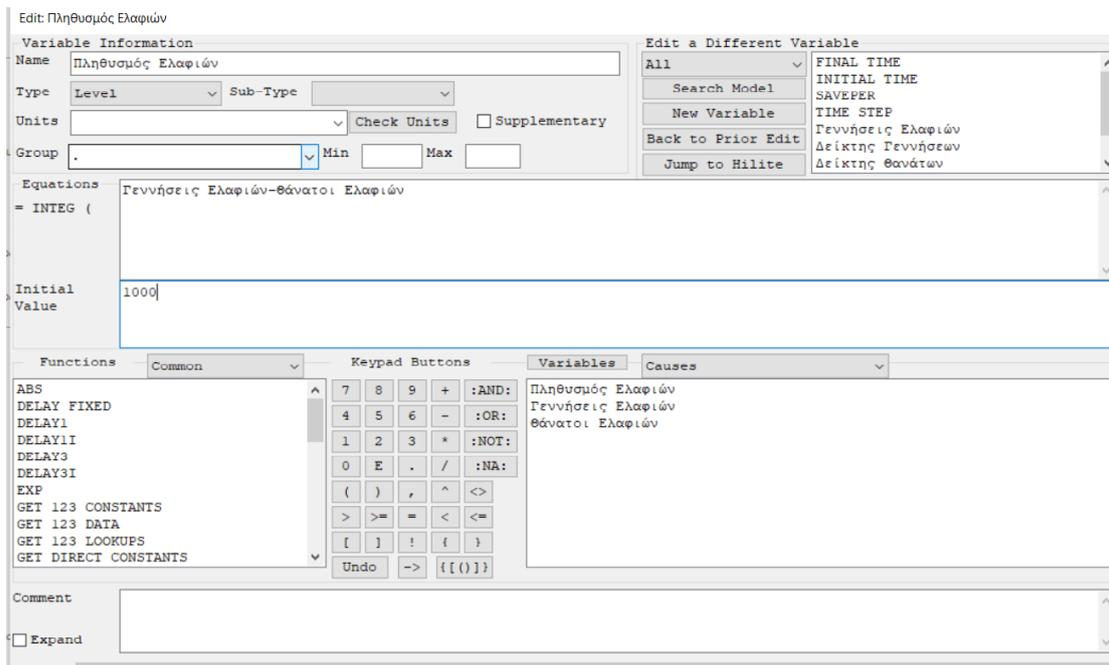 Edit: Πληθυσμός Ελαφιών
Variable Information
Name Πληθυσμός Ελαφιών
Type Level Sub-Type
Units Check Units Supplementary
Group . Min Max
Edit a Different Variable
All
Search Model
New Variable
Back to Prior Edit
Jump to Hilite
FINAL TIME
INITIAL TIME
SAVEPER
TIME STEP
Γεννήσεις Ελαφιών
Δείκτης Γεννήσεων
Δείκτης Θανάτων
Equations
= INTEG (
Γεννήσεις Ελαφιών-Θάνατοι Ελαφιών
Initial
Value
1000
Functions Common
ABS
DELAY FIXED
DELAY1
DELAY1I
DELAY3
DELAY3I
EXP
GET 123 CONSTANTS
GET 123 DATA
GET 123 LOOKUPS
GET DIRECT CONSTANTS
Keypad Buttons
7 8 9 + :AND:
4 5 6 - :OR:
1 2 3 * :NOT:
0 E . / :NA:
( ) , ^ <>
> >= = < <=
[ ] ! { }
Undo -> {[()]}
Variables Causes
Πληθυσμός Ελαφιών
Γεννήσεις Ελαφιών
Θάνατοι Ελαφιών
Comment
Expand